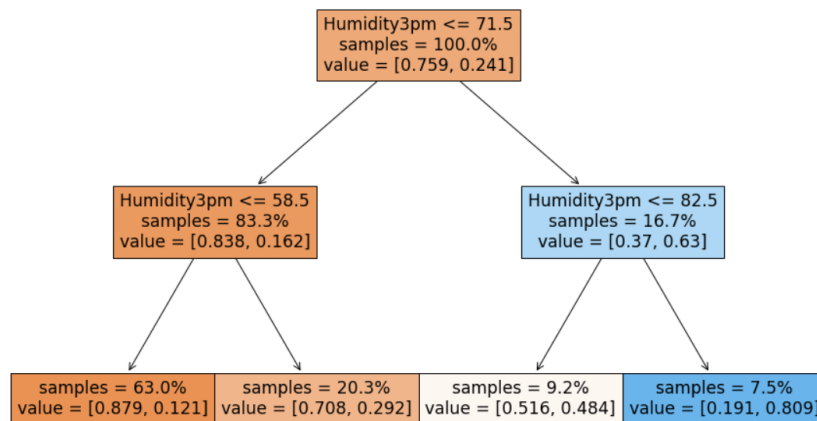 Humidity3pm <= 71.5
samples = 100.0%
value = [0.759, 0.241]
Humidity3pm <= 58.5
samples = 83.3%
value = [0.838, 0.162]
Humidity3pm <= 82.5
samples = 16.7%
value = [0.37, 0.63]
samples = 63.0%
value = [0.879, 0.121]
samples = 20.3%
value = [0.708, 0.292]
samples = 9.2%
value = [0.516, 0.484]
samples = 7.5%
value = [0.191, 0.809]